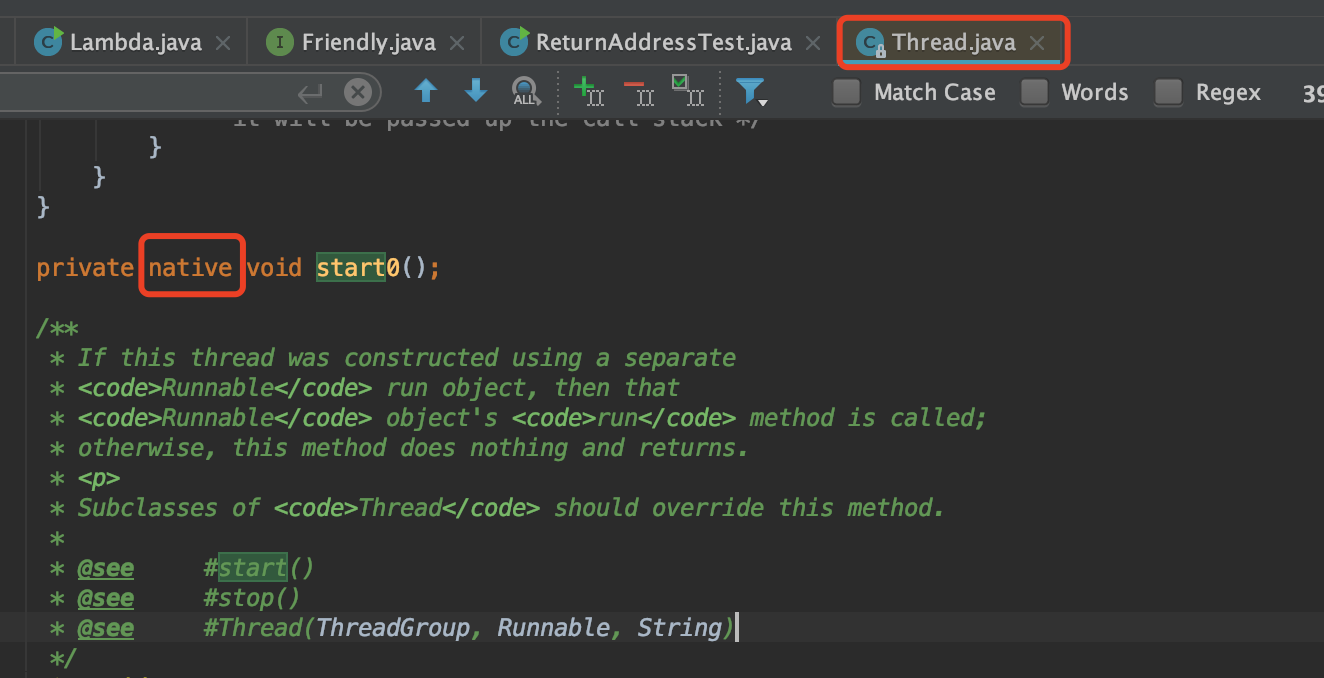 Lambda.java
Friendly.java
ReturnAddressTest.java
Thread.java
ALL
Match Case
Words
Regex
39
it will be passed up the call stack */
}
}
}
private native void start0();
/**
* If this thread was constructed using a separate
* <code>Runnable</code> run object, then that
* <code>Runnable</code> object's <code>run</code> method is called;
* otherwise, this method does nothing and returns.
* <p>
* Subclasses of <code>Thread</code> should override this method.
*
* @see #start()
* @see #stop()
* @see #Thread(ThreadGroup, Runnable, String)
*/